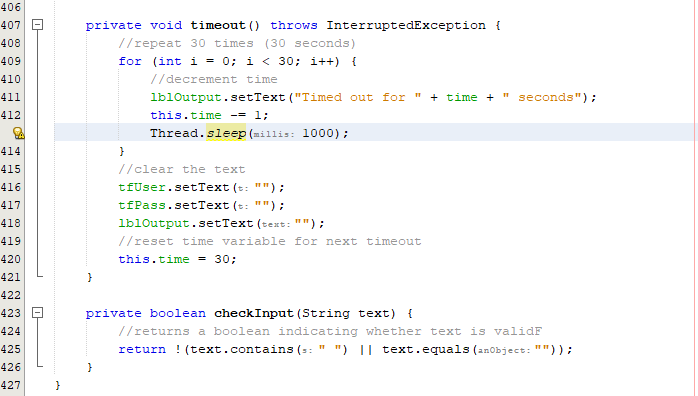 406
407 private void timeout() throws InterruptedException {
408 //repeat 30 times (30 seconds)
409 for (int i = 0; i < 30; i++) {
410 //decrement time
411 lblOutput.setText("Timed out for " + time + " seconds");
412 this.time -= 1;
Thread.sleep(millis: 1000);
414 }
415 //clear the text
416 tfUser.setText(t: "");
417 tfPass.setText(t: "");
418 lblOutput.setText(text: "");
419 //reset time variable for next timeout
420 this.time = 30;
421 }
422
423 private boolean checkInput(String text) {
424 //returns a boolean indicating whether text is validF
425 return !(text.contains(s: " ") || text.equals(anObject: ""));
426 }
427 }